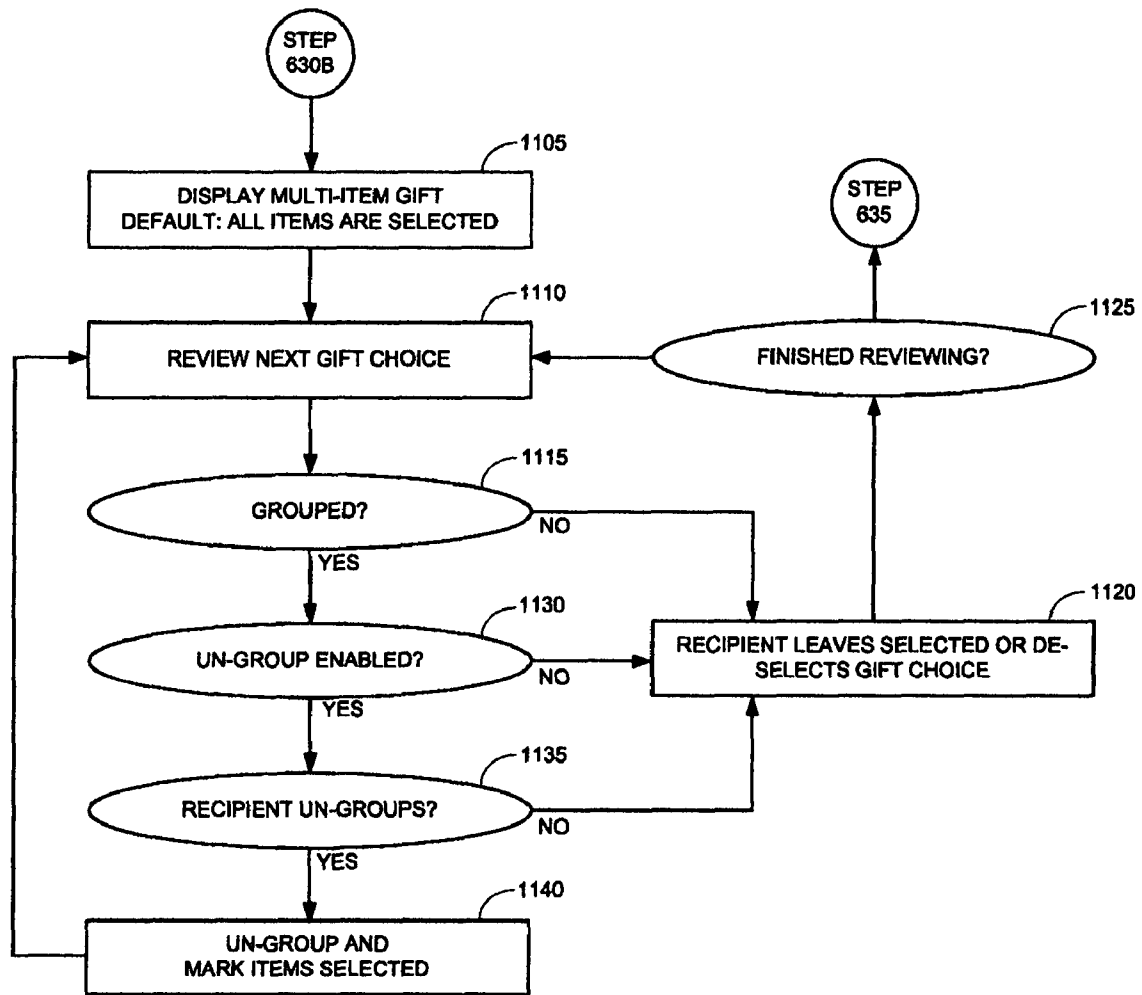 STEP
630B
1105
DISPLAY MULTI-ITEM GIFT
DEFAULT: ALL ITEMS ARE SELECTED
STEP
635
1110
REVIEW NEXT GIFT CHOICE
1125
FINISHED REVIEWING?
1115
GROUPED?
NO
YES
1130
UN-GROUP ENABLED?
NO
YES
1120
RECIPIENT LEAVES SELECTED OR DE-
SELECTS GIFT CHOICE
1135
RECIPIENT UN-GROUPS?
NO
YES
1140
UN-GROUP AND
MARK ITEMS SELECTED